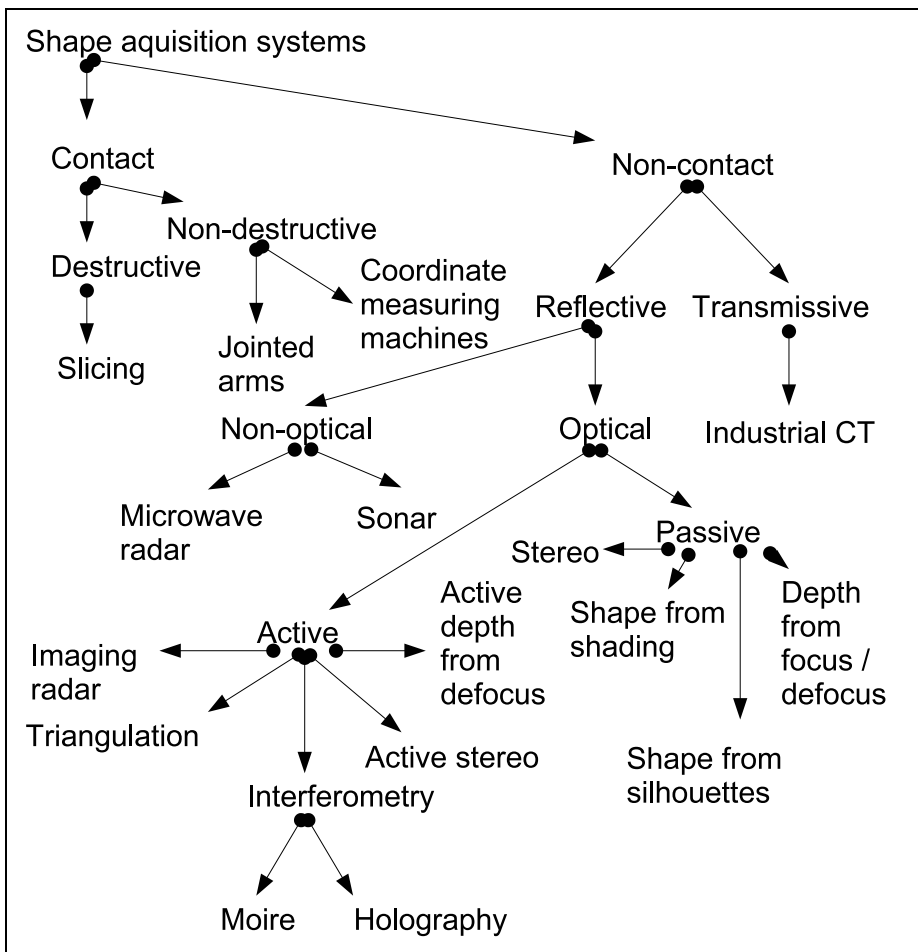 Shape aquisition systems
Contact
Non-contact
Non-destructive
Destructive
Coordinate
measuring
machines
Reflective
Transmissive
Slicing
Jointed
arms
Non-optical
Optical
Industrial CT
Microwave
radar
Sonar
Passive
Stereo
Shape from
shading
Depth
from
focus /
defocus
Active
Active
depth
from
defocus
Imaging
radar
Triangulation
Active stereo
Shape from
silhouettes
Interferometry
Moire
Holography